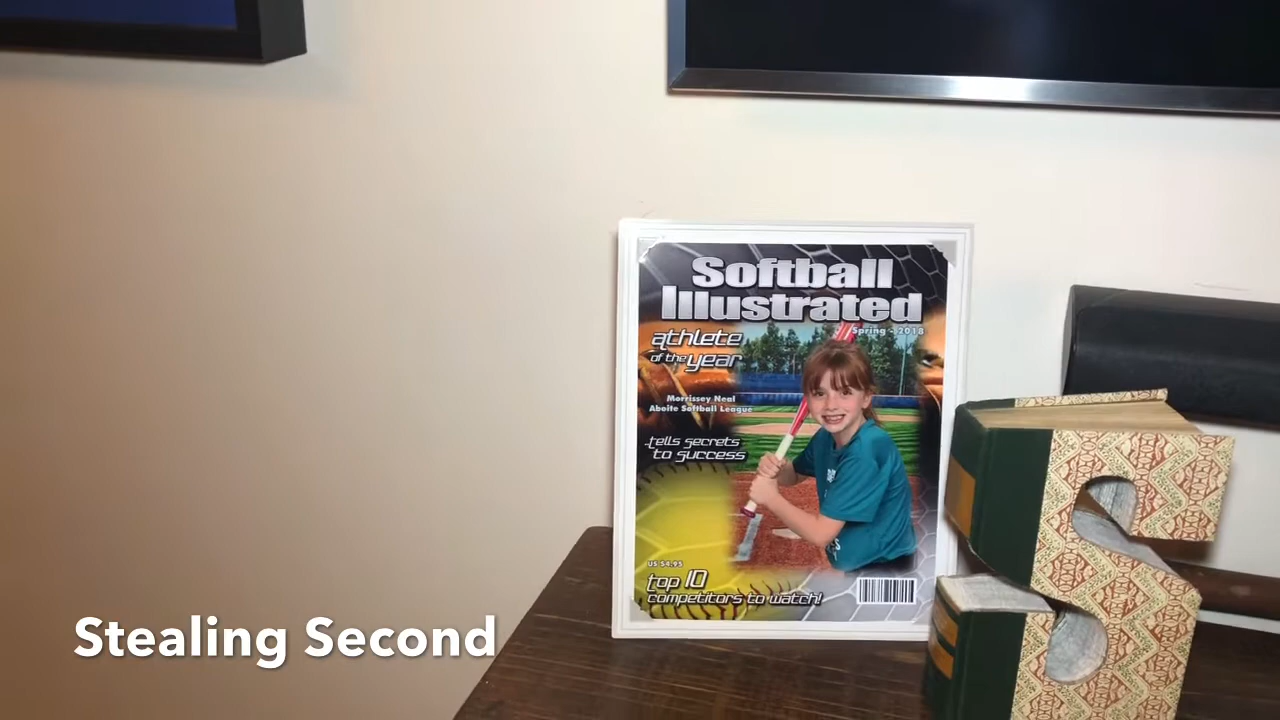 Softball
Illustrated
Spring - 2018
athlete
of the year
Morrissey Neal
Aboite Softball League
tells secrets
to success
US $4.95
top 10
competitors to watch!
Stealing Second